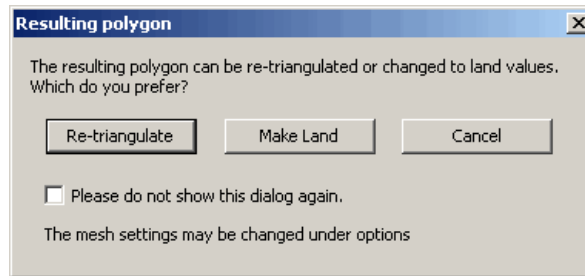 Resulting polygon
The resulting polygon can be re-triangulated or changed to land values.
Which do you prefer?
Re-triangulate Make Land Cancel
Please do not show this dialog again.
The mesh settings may be changed under options